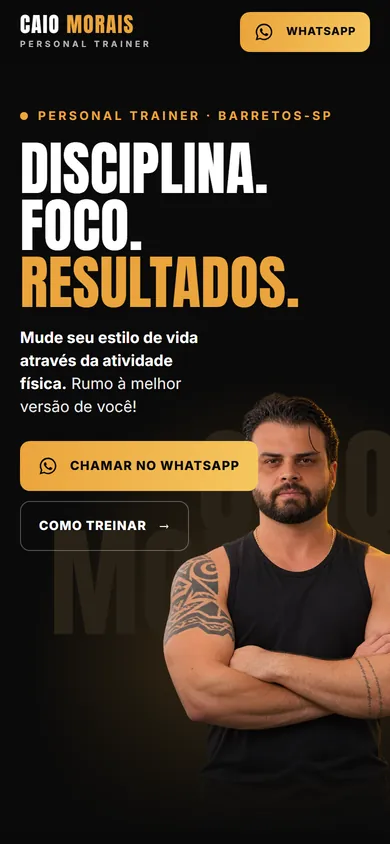 CAIO MORAIS
PERSONAL TRAINER
WHATSAPP
PERSONAL TRAINER · BARRETOS-SP
DISCIPLINA.
FOCO.
RESULTADOS.
Mude seu estilo de vida
através da atividade
física. Rumo à melhor
versão de você!
CHAMAR NO WHATSAPP
COMO TREINAR →